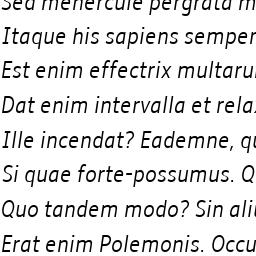 Sed mehercule pergrata m
Itaque his sapiens semper
Est enim effectrix multaru
Dat enim intervalla et rela
Ille incendat? Eademne, qu
Si quae forte-possumus. Q
Quo tandem modo? Sin ali
Erat enim Polemonis. Occu